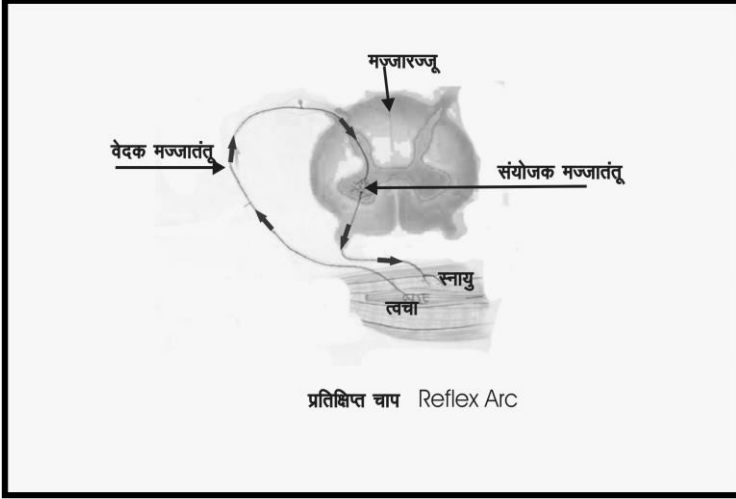 मज्जारज्जू
वेदक मज्जातंतू
संयोजक मज्जातंतू
स्नायु
त्वचा
प्रतिक्षिप्त चाप Reflex Arc